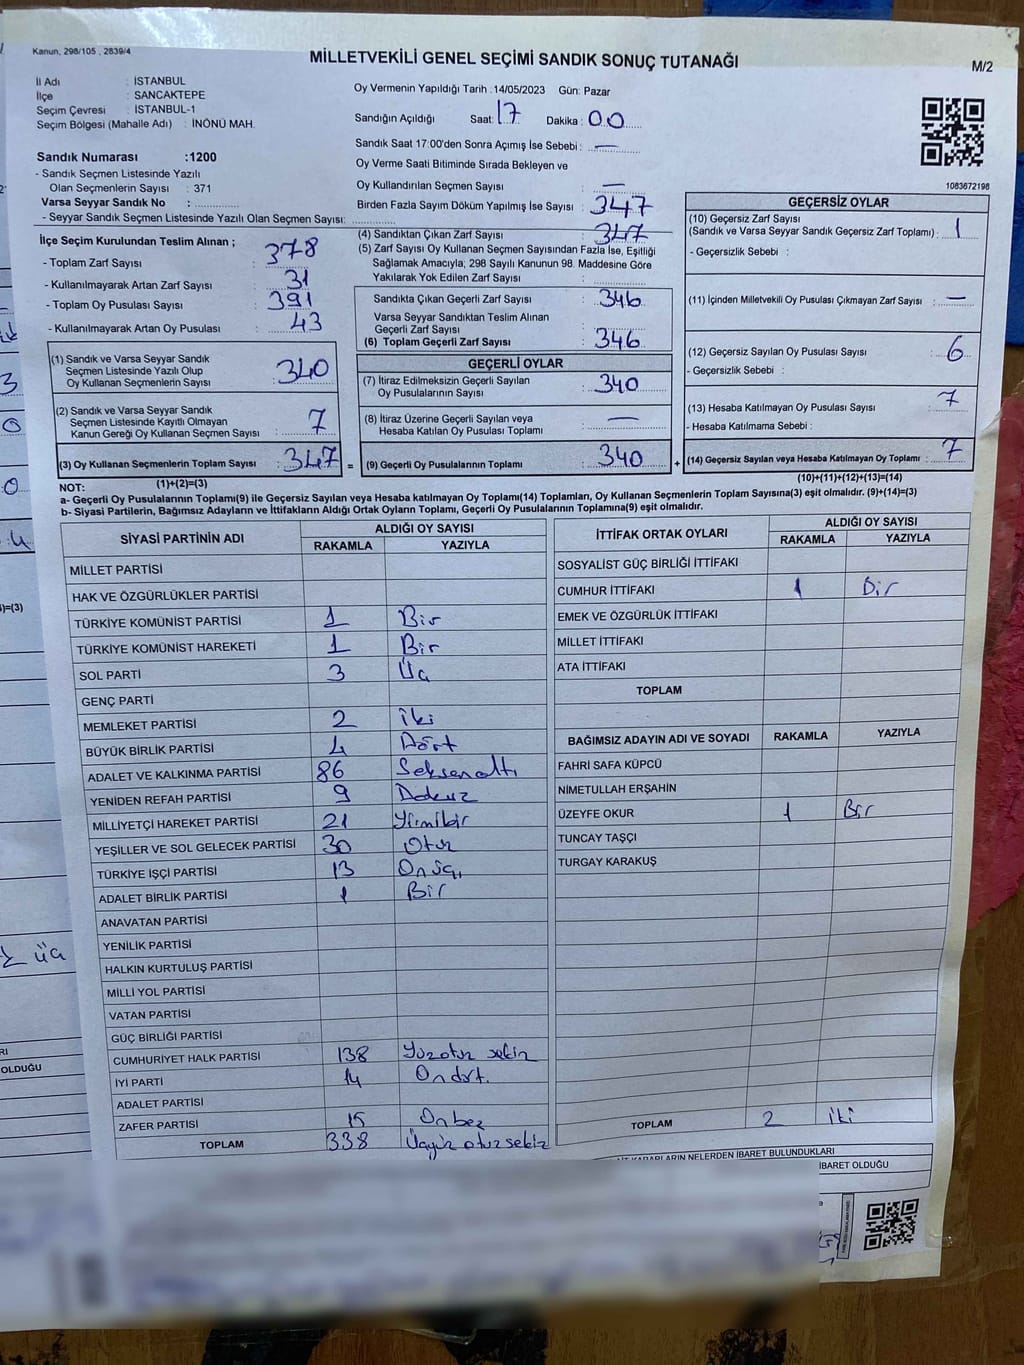 Kanun, 298/105 , 2839/4
MİLLETVEKİLİ GENEL SEÇİMİ SANDIK SONUÇ TUTANAĞI
M/2
İl Adı : İSTANBUL
İlçe : SANCAKTEPE
Seçim Çevresi : İSTANBUL-1
Seçim Bölgesi (Mahalle Adı) : İNÖNÜ MAH.
Sandık Numarası :1200
- Sandık Seçmen Listesinde Yazılı
Olan Seçmenlerin Sayısı : 371
Varsa Seyyar Sandık No :
- Seyyar Sandık Seçmen Listesinde Yazılı Olan Seçmen Sayısı:
Oy Vermenin Yapıldığı Tarih :14/05/2023 Gün: Pazar
Sandığın Açıldığı Saat: 17 Dakika : 00
Sandık Saat 17:00'den Sonra Açımış İse Sebebi : —
Oy Verme Saati Bitiminde Sırada Bekleyen ve
Oy Kullandırılan Seçmen Sayısı : —
Birden Fazla Sayım Döküm Yapılmış İse Sayısı : 347
1083672198
İlçe Seçim Kurulundan Teslim Alınan ;
- Toplam Zarf Sayısı : 378
- Kullanılmayarak Artan Zarf Sayısı : 31
- Toplam Oy Pusulası Sayısı : 391
- Kullanılmayarak Artan Oy Pusulası : 43
(1) Sandık ve Varsa Seyyar Sandık
Seçmen Listesinde Yazılı Olup
Oy Kullanan Seçmenlerin Sayısı : 340
(2) Sandık ve Varsa Seyyar Sandık
Seçmen Listesinde Kayıtlı Olmayan
Kanun Gereği Oy Kullanan Seçmen Sayısı : 7
(3) Oy Kullanan Seçmenlerin Toplam Sayısı : 347 =
(1)+(2)=(3)
(4) Sandıktan Çıkan Zarf Sayısı : 347
(5) Zarf Sayısı Oy Kullanan Seçmen Sayısından Fazla İse, Eşitliği
Sağlamak Amacıyla, 298 Sayılı Kanunun 98. Maddesine Göre
Yakılarak Yok Edilen Zarf Sayısı :
Sandıkta Çıkan Geçerli Zarf Sayısı : 346
Varsa Seyyar Sandıktan Teslim Alınan
Geçerli Zarf Sayısı :
(6) Toplam Geçerli Zarf Sayısı : 346
GEÇERLİ OYLAR
(7) İtiraz Edilmeksizin Geçerli Sayılan
Oy Pusulalarının Sayısı : 340
(8) İtiraz Üzerine Geçerli Sayılan veya
Hesaba Katılan Oy Pusulası Toplamı : —
(9) Geçerli Oy Pusulalarının Toplamı : 340 +
GEÇERSİZ OYLAR
(10) Geçersiz Zarf Sayısı
(Sandık ve Varsa Seyyar Sandık Geçersiz Zarf Toplamı) : 1
- Geçersizlik Sebebi :
(11) İçinden Milletvekili Oy Pusulası Çıkmayan Zarf Sayısı : —
(12) Geçersiz Sayılan Oy Pusulası Sayısı : 6
- Geçersizlik Sebebi :
(13) Hesaba Katılmayan Oy Pusulası Sayısı : 7
- Hesaba Katılmama Sebebi :
(14) Geçersiz Sayılan veya Hesaba Katılmayan Oy Toplamı : 7
(10)+(11)+(12)+(13)=(14)
NOT:
a- Geçerli Oy Pusulalarının Toplamı(9) ile Geçersiz Sayılan veya Hesaba katılmayan Oy Toplamı(14) Toplamları, Oy Kullanan Seçmenlerin Toplam Sayısına(3) eşit olmalıdır. (9)+(14)=(3)
b- Siyasi Partilerin, Bağımsız Adayların ve İttifakların Aldığı Ortak Oyların Toplamı, Geçerli Oy Pusulalarının Toplamına(9) eşit olmalıdır.
SİYASİ PARTİNİN ADI ALDIĞI OY SAYISI
RAKAMLA YAZIYLA
MİLLET PARTİSİ
HAK VE ÖZGÜRLÜKLER PARTİSİ
TÜRKİYE KOMÜNİST PARTİSİ 1 Bir
TÜRKİYE KOMÜNİST HAREKETİ 1 Bir
SOL PARTİ 3 Üç
GENÇ PARTİ
MEMLEKET PARTİSİ 2 İki
BÜYÜK BİRLİK PARTİSİ 4 Dört
ADALET VE KALKINMA PARTİSİ 86 Seksenaltı
YENİDEN REFAH PARTİSİ 9 Dokuz
MİLLİYETÇİ HAREKET PARTİSİ 21 Yirmibir
YEŞİLLER VE SOL GELECEK PARTİSİ 30 Otuz
TÜRKİYE İŞÇİ PARTİSİ 13 Onüç
ADALET BİRLİK PARTİSİ 1 Bir
ANAVATAN PARTİSİ
YENİLİK PARTİSİ
HALKIN KURTULUŞ PARTİSİ
MİLLİ YOL PARTİSİ
VATAN PARTİSİ
GÜÇ BİRLİĞİ PARTİSİ
CUMHURİYET HALK PARTİSİ 138 Yüzotuz sekiz
İYİ PARTİ 14 Ondört.
ADALET PARTİSİ
ZAFER PARTİSİ 15 Onbeş
TOPLAM 338 Üçyüz otuzsekiz
İTTİFAK ORTAK OYLARI ALDIĞI OY SAYISI
RAKAMLA YAZIYLA
SOSYALİST GÜÇ BİRLİĞİ İTTİFAKI
CUMHUR İTTİFAKI 1 Bir
EMEK VE ÖZGÜRLÜK İTTİFAKI
MİLLET İTTİFAKI
ATA İTTİFAKI
TOPLAM
BAĞIMSIZ ADAYIN ADI VE SOYADI RAKAMLA YAZIYLA
FAHRİ SAFA KÜPCÜ
NİMETULLAH ERŞAHİN
ÜZEYFE OKUR 1 Bir
TUNCAY TAŞÇI
TURGAY KARAKUŞ
TOPLAM 2 İki
NELERDEN İBARET BULUNDUKLARI
İBARET OLDUĞU
üç
OLDUĞU